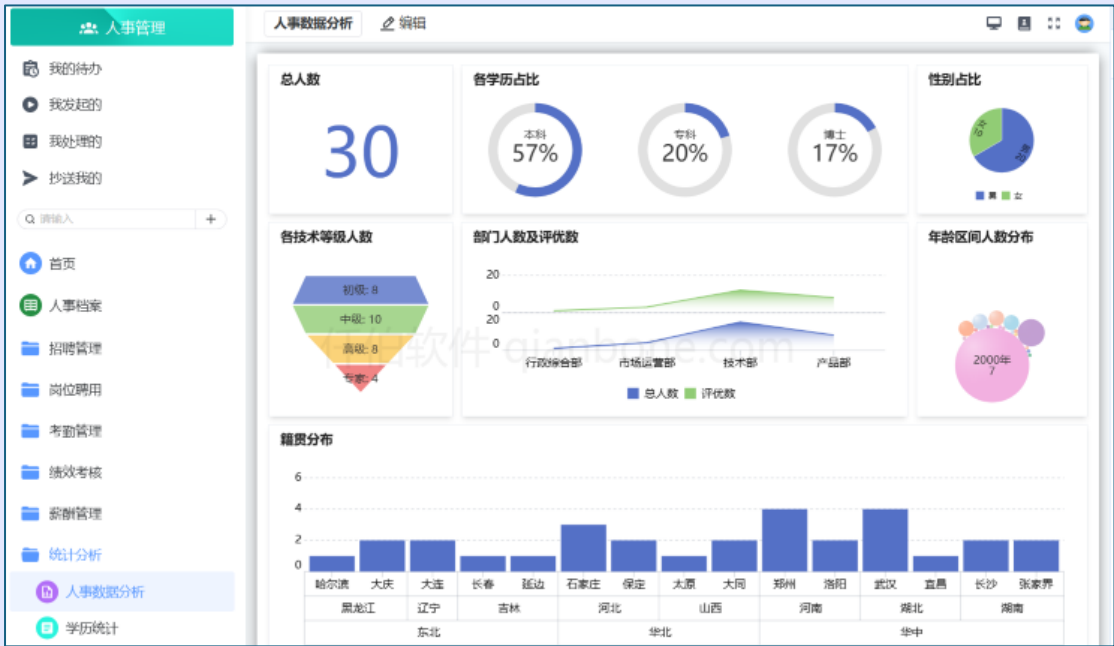 人事管理
人事数据分析
编辑
我的待办
我发起的
我处理的
抄送我的
请输入
首页
人事档案
招聘管理
岗位聘用
考勤管理
绩效考核
薪酬管理
统计分析
人事数据分析
学历统计
总人数
30
各学历占比
本科
57%
专科
20%
博士
17%
性别占比
男 女
各技术等级人数
初级: 8
中级: 10
高级: 8
专家: 4
部门人数及评优数
20
0
20
0
行政综合部 市场运营部 技术部 产品部
总人数 评优数
年龄区间人数分布
2000年
7
籍贯分布
6
4
2
0
哈尔滨 大庆 大连 长春 延边 石家庄 保定 太原 大同 郑州 洛阳 武汉 宜昌 长沙 张家界
黑龙江 辽宁 吉林 河北 山西 河南 湖北 湖南
东北 华北 华中